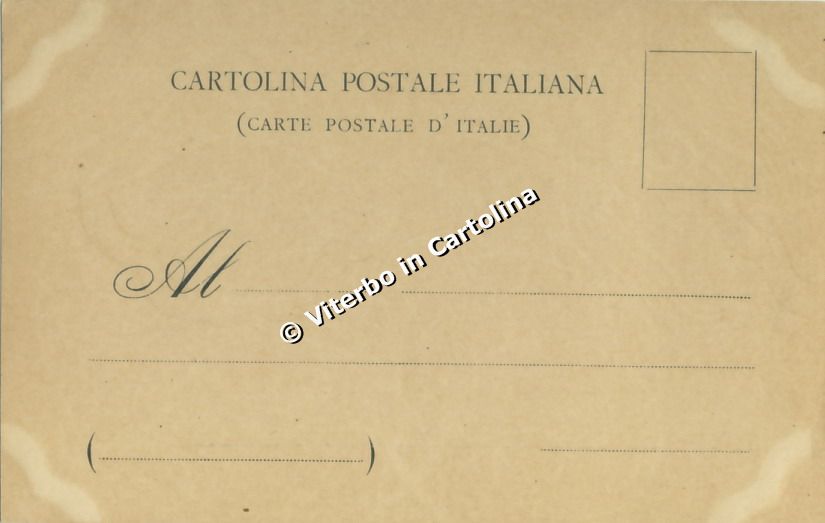 CARTOLINA POSTALE ITALIANA
(CARTE POSTALE D'ITALIE)
© Viterbo in Cartolina
Al